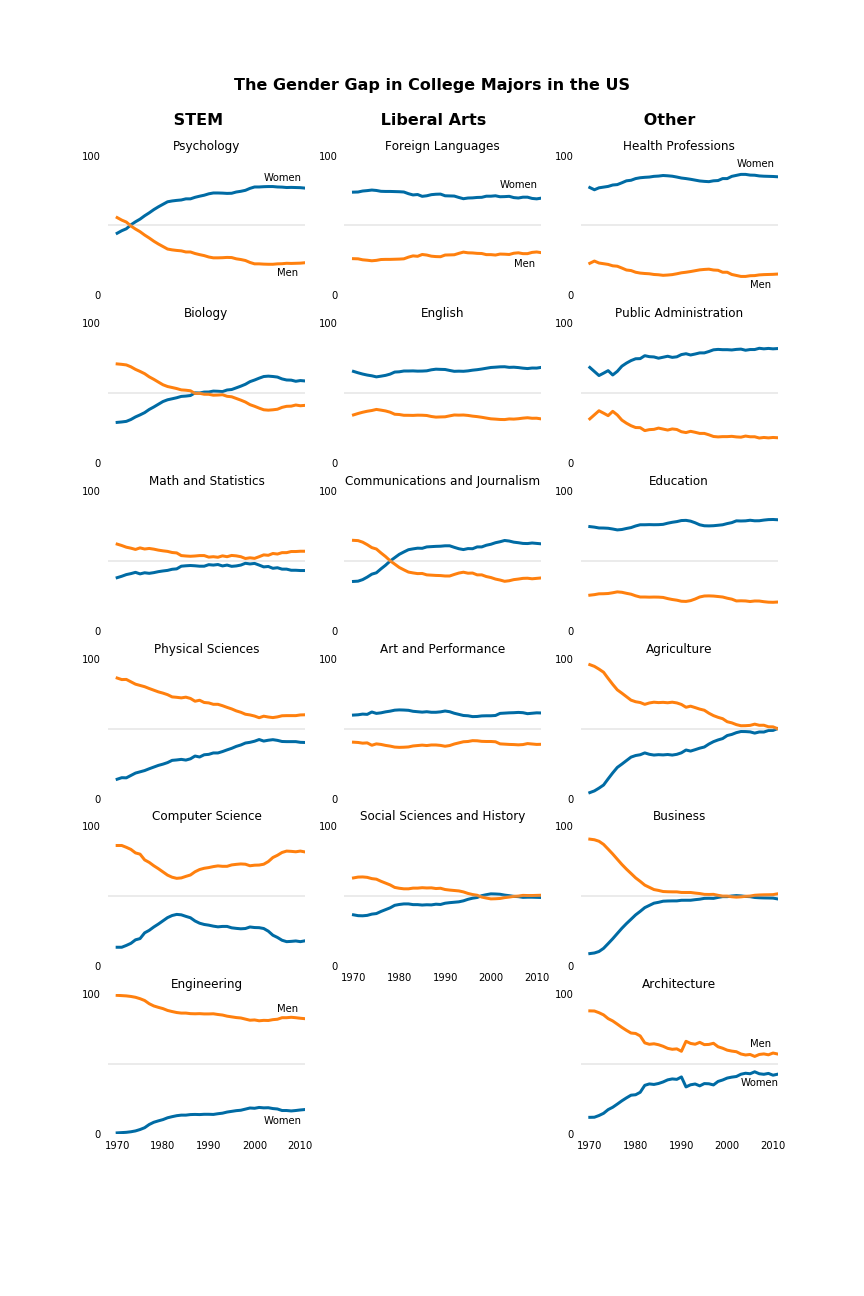 The Gender Gap in College Majors in the US
STEM Liberal Arts Other
Psychology Foreign Languages Health Professions
100 100 100
Women Women Women
Men Men Men
0 0 0
Biology English Public Administration
100 100 100
0 0 0
Math and Statistics Communications and Journalism Education
100 100 100
0 0 0
Physical Sciences Art and Performance Agriculture
100 100 100
0 0 0
Computer Science Social Sciences and History Business
100 100 100
0 0 0
1970 1980 1990 2000 2010
Engineering Architecture
100 100
Men Men
Women Women
0 0
1970 1980 1990 2000 2010 1970 1980 1990 2000 2010